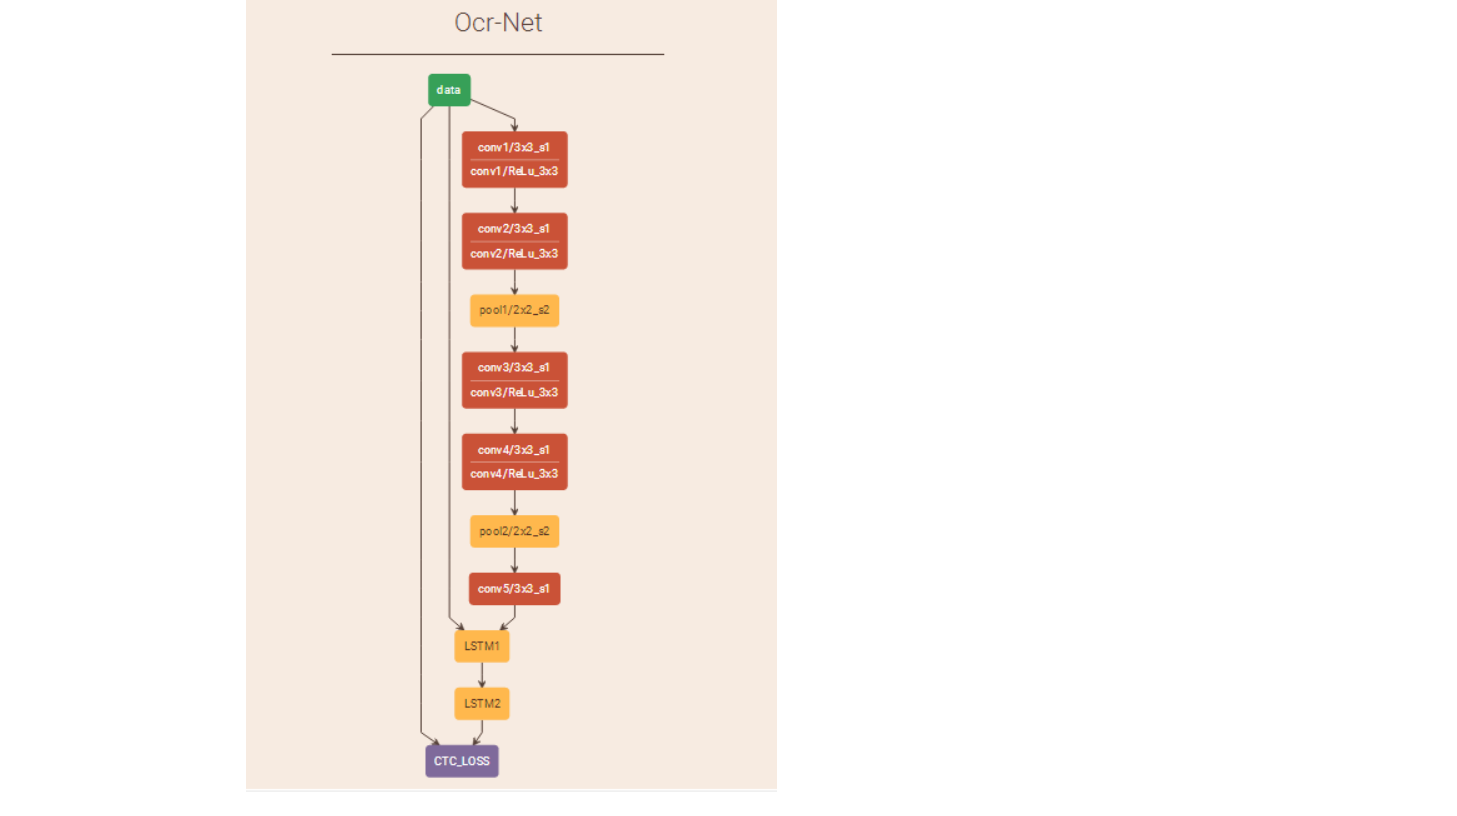 Ocr-Net
data
conv1/3x3_s1
conv1/ReLu_3x3
conv2/3x3_s1
conv2/ReLu_3x3
pool1/2x2_s2
conv3/3x3_s1
conv3/ReLu_3x3
conv4/3x3_s1
conv4/ReLu_3x3
pool2/2x2_s2
conv5/3x3_s1
LSTM1
LSTM2
CTC_LOSS